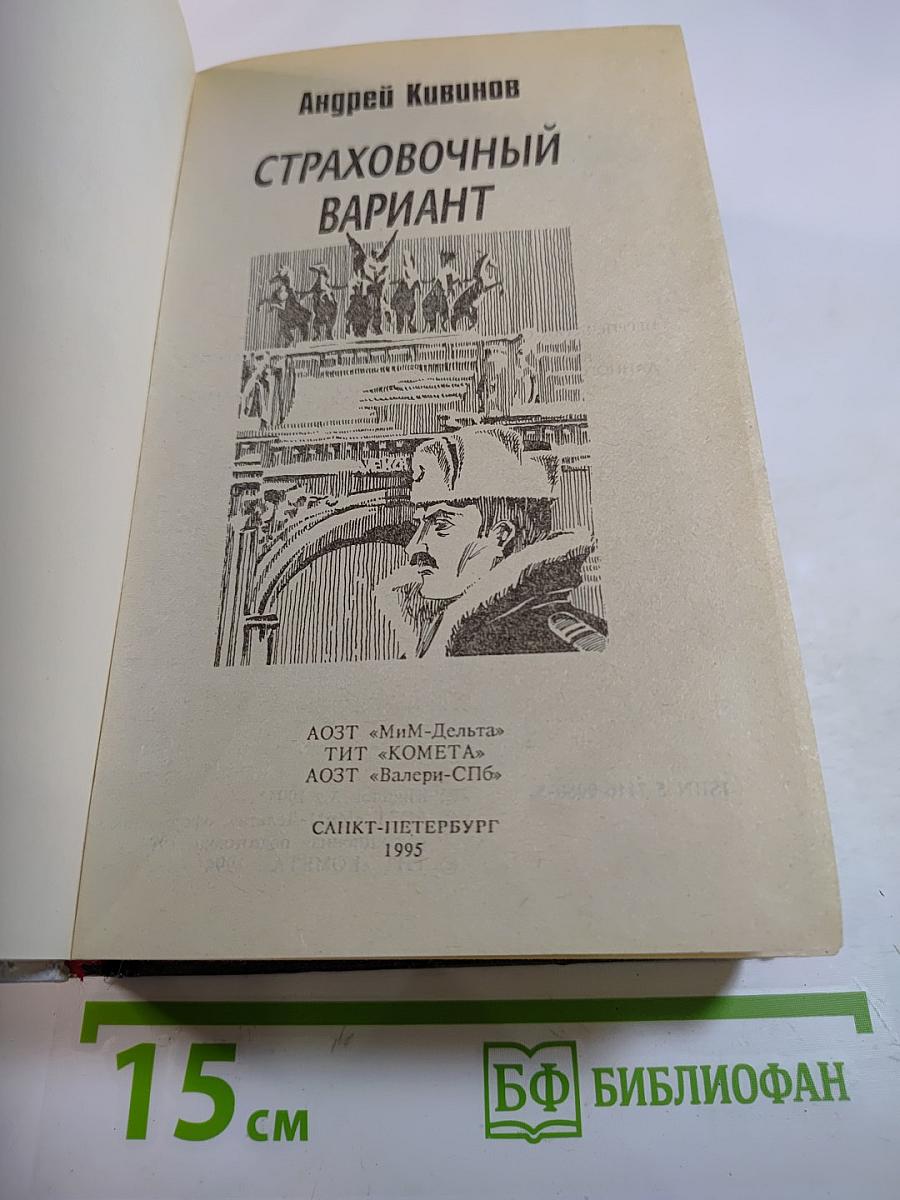 Андрей Кивинов
СТРАХОВОЧНЫЙ
ВАРИАНТ
АОЗТ «МиМ-Дельта»
ТИТ «КОМЕТА»
АОЗТ «Валери-СПб»
САНКТ-ПЕТЕРБУРГ
1995
15 см
БФ БИБЛИОФАН